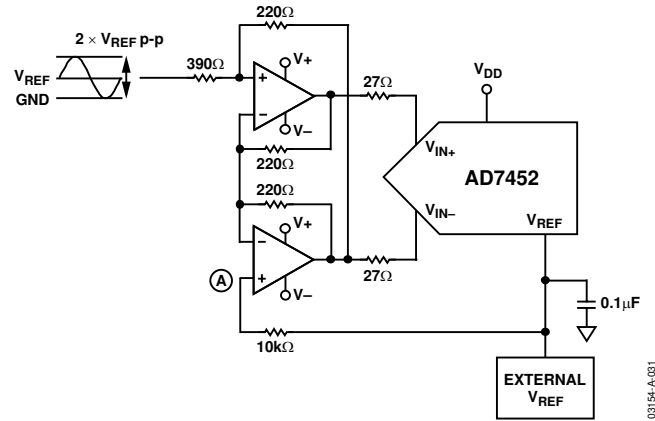 2 × VREF p-p
VREF
GND
390Ω
220Ω
V+
V–
220Ω
220Ω
V+
V–
A
10kΩ
27Ω
27Ω
VDD
VIN+
AD7452
VIN–
VREF
0.1μF
EXTERNAL
VREF
03154-A-031